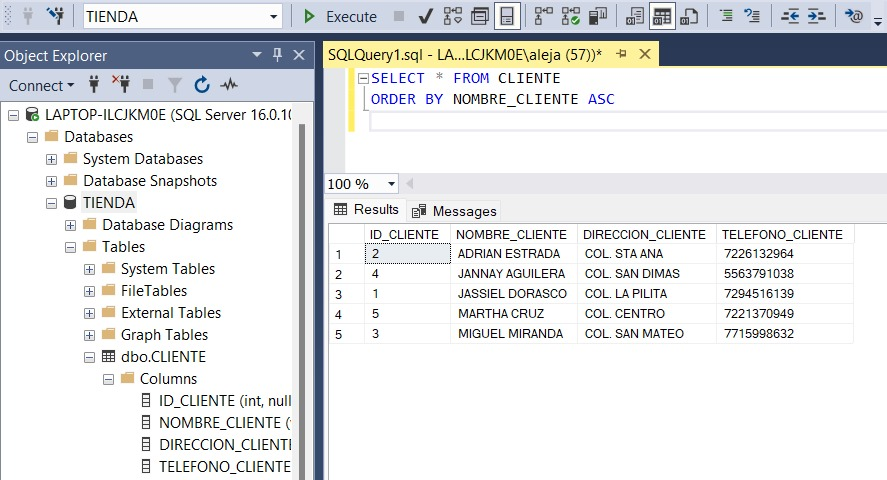 TIENDA
Execute
Object Explorer
Connect
LAPTOP-ILCJKM0E (SQL Server 16.0.10
Databases
System Databases
Database Snapshots
TIENDA
Database Diagrams
Tables
System Tables
FileTables
External Tables
Graph Tables
dbo.CLIENTE
Columns
ID_CLIENTE (int, null
NOMBRE_CLIENTE (
DIRECCION_CLIENTE
TELEFONO_CLIENTE
SQLQuery1.sql - LA...LCJKM0E\aleja (57))*
SELECT * FROM CLIENTE
ORDER BY NOMBRE_CLIENTE ASC
100 %
Results Messages
ID_CLIENTE NOMBRE_CLIENTE DIRECCION_CLIENTE TELEFONO_CLIENTE
1 2 ADRIAN ESTRADA COL. STA ANA 7226132964
2 4 JANNAY AGUILERA COL. SAN DIMAS 5563791038
3 1 JASSIEL DORASCO COL. LA PILITA 7294516139
4 5 MARTHA CRUZ COL. CENTRO 7221370949
5 3 MIGUEL MIRANDA COL. SAN MATEO 7715998632